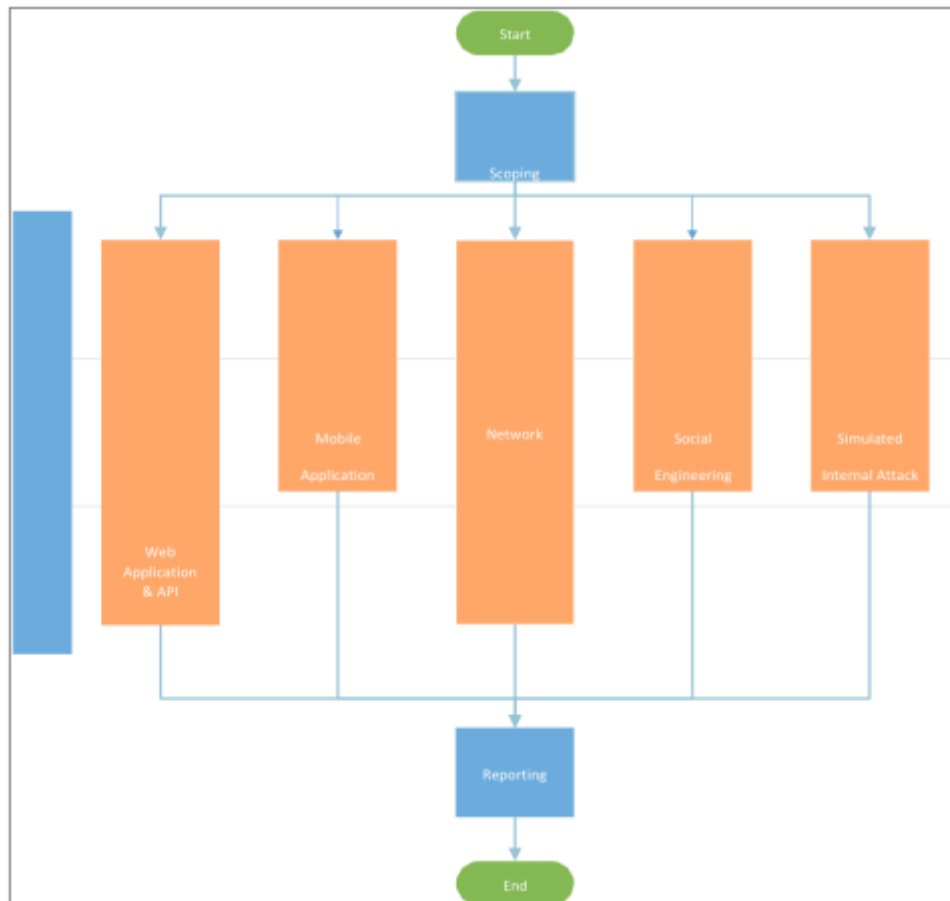 Start
Scoping
Web
Application
& API
Mobile
Application
Network
Social
Engineering
Simulated
Internal Attack
Reporting
End